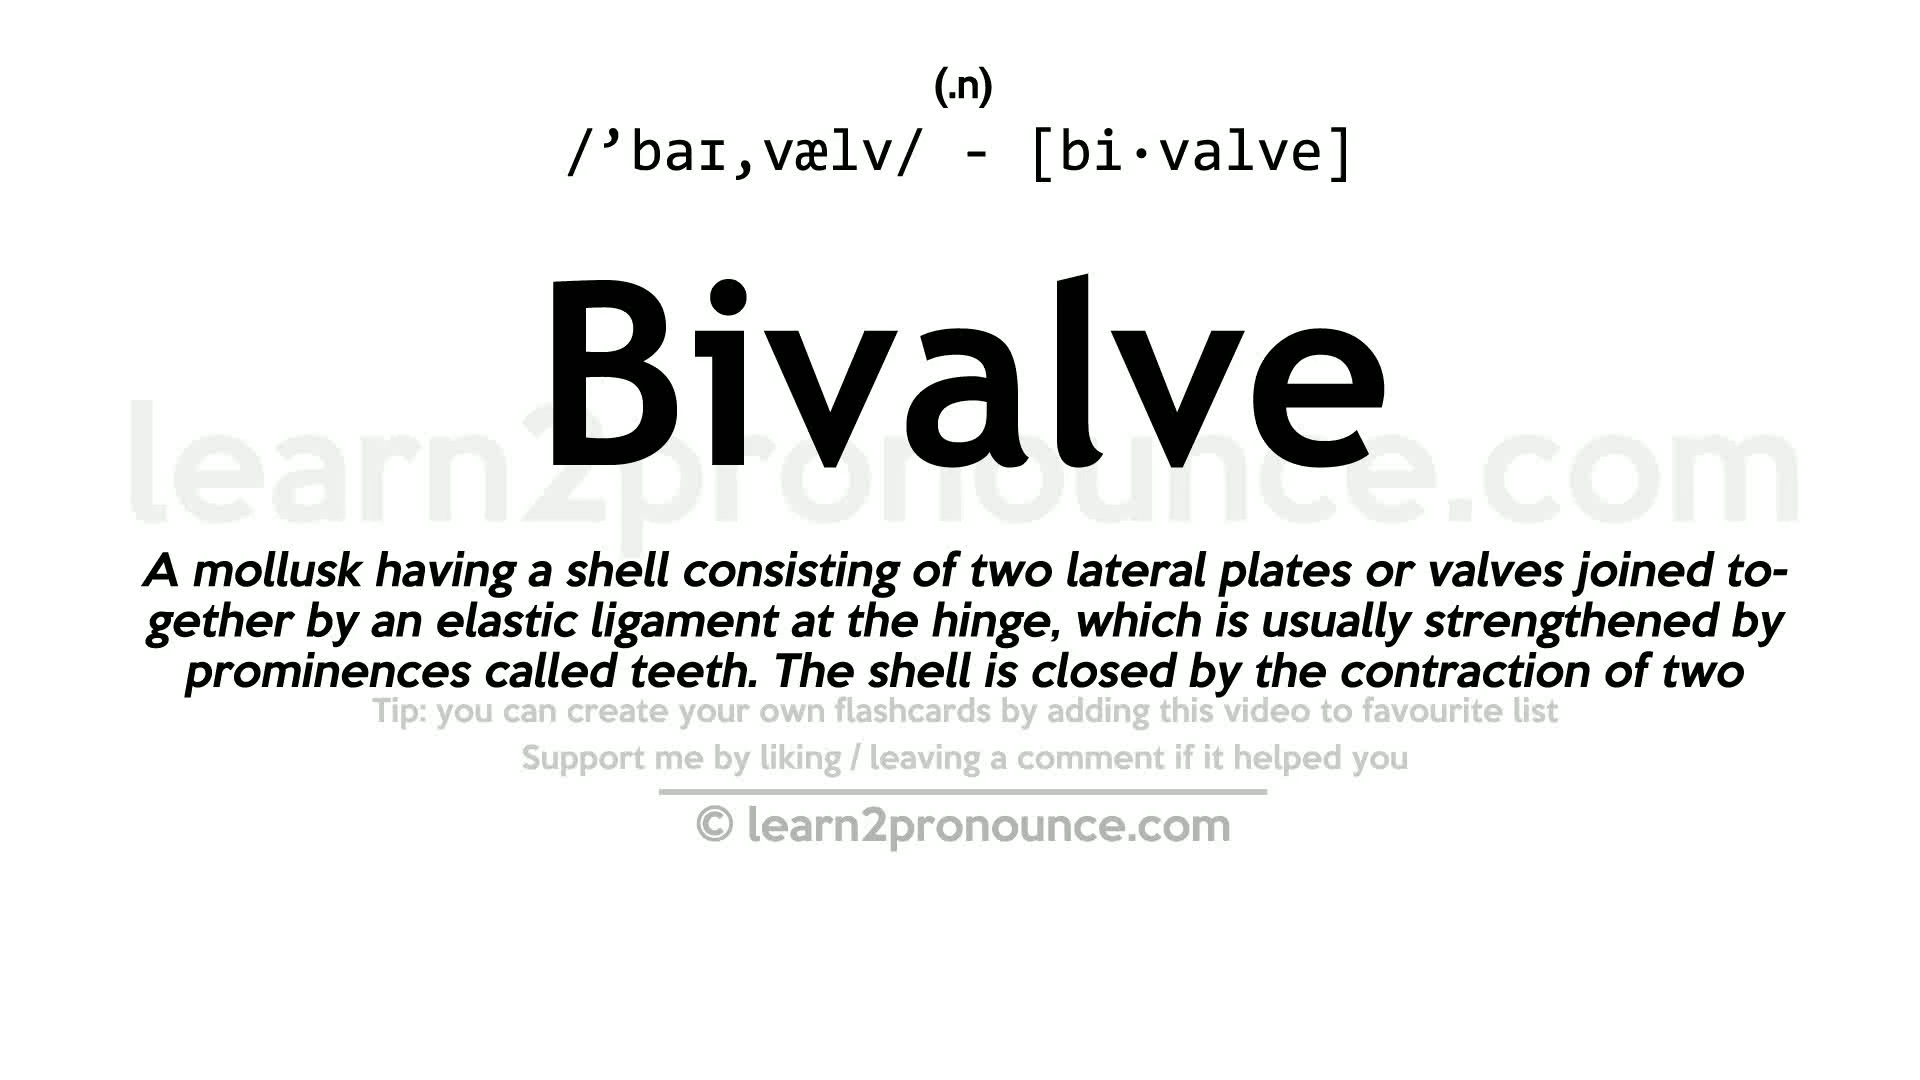 (.n)
/’baɪ,vælv/ - [bi·valve]
Bivalve
learn2pronounce.com
A mollusk having a shell consisting of two lateral plates or valves joined to-
gether by an elastic ligament at the hinge, which is usually strengthened by
prominences called teeth. The shell is closed by the contraction of two
Tip: you can create your own flashcards by adding this video to favourite list
Support me by liking / leaving a comment if it helped you
© learn2pronounce.com